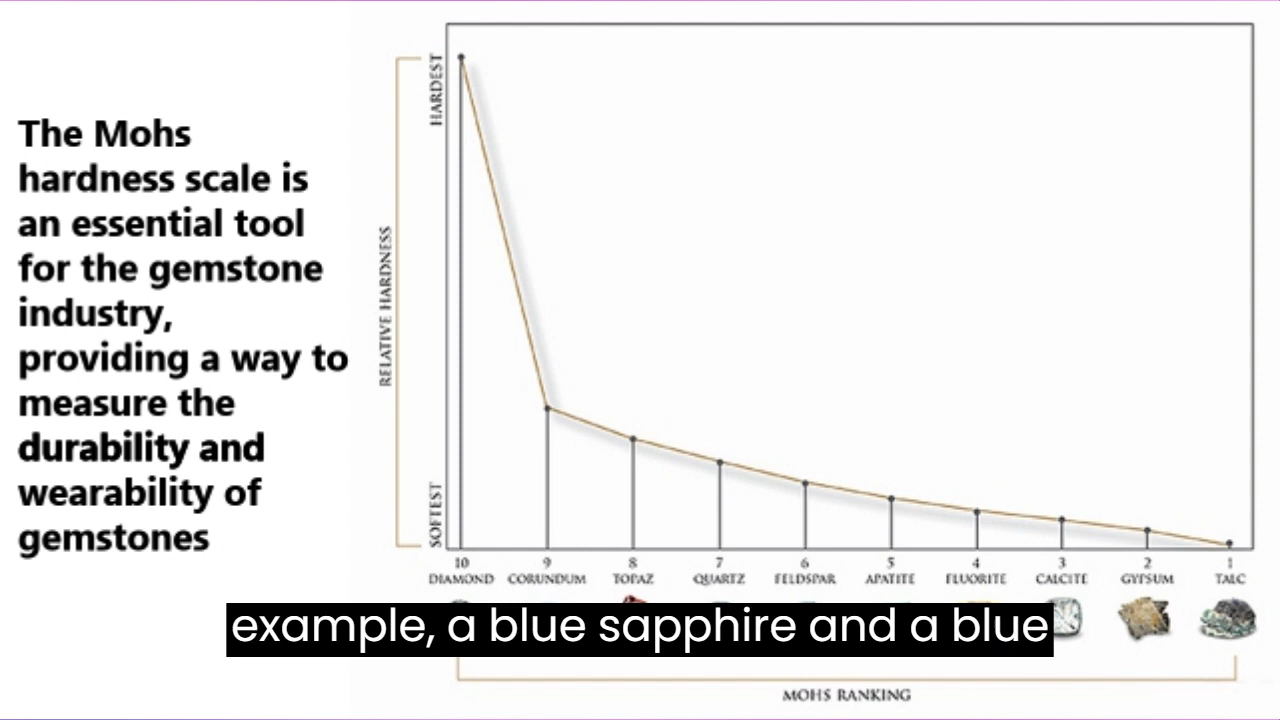 The Mohs
hardness scale is
an essential tool
for the gemstone
industry,
providing a way to
measure the
durability and
wearability of
gemstones
HARDEST
RELATIVE HARDNESS
SOFTEST
10 9 8 7 6 5 4 3 2 1
DIAMOND CORUNDUM TOPAZ QUARTZ FELDSPAR APATITE FLUORITE CALCITE GYPSUM TALC
example, a blue sapphire and a blue
MOHS RANKING